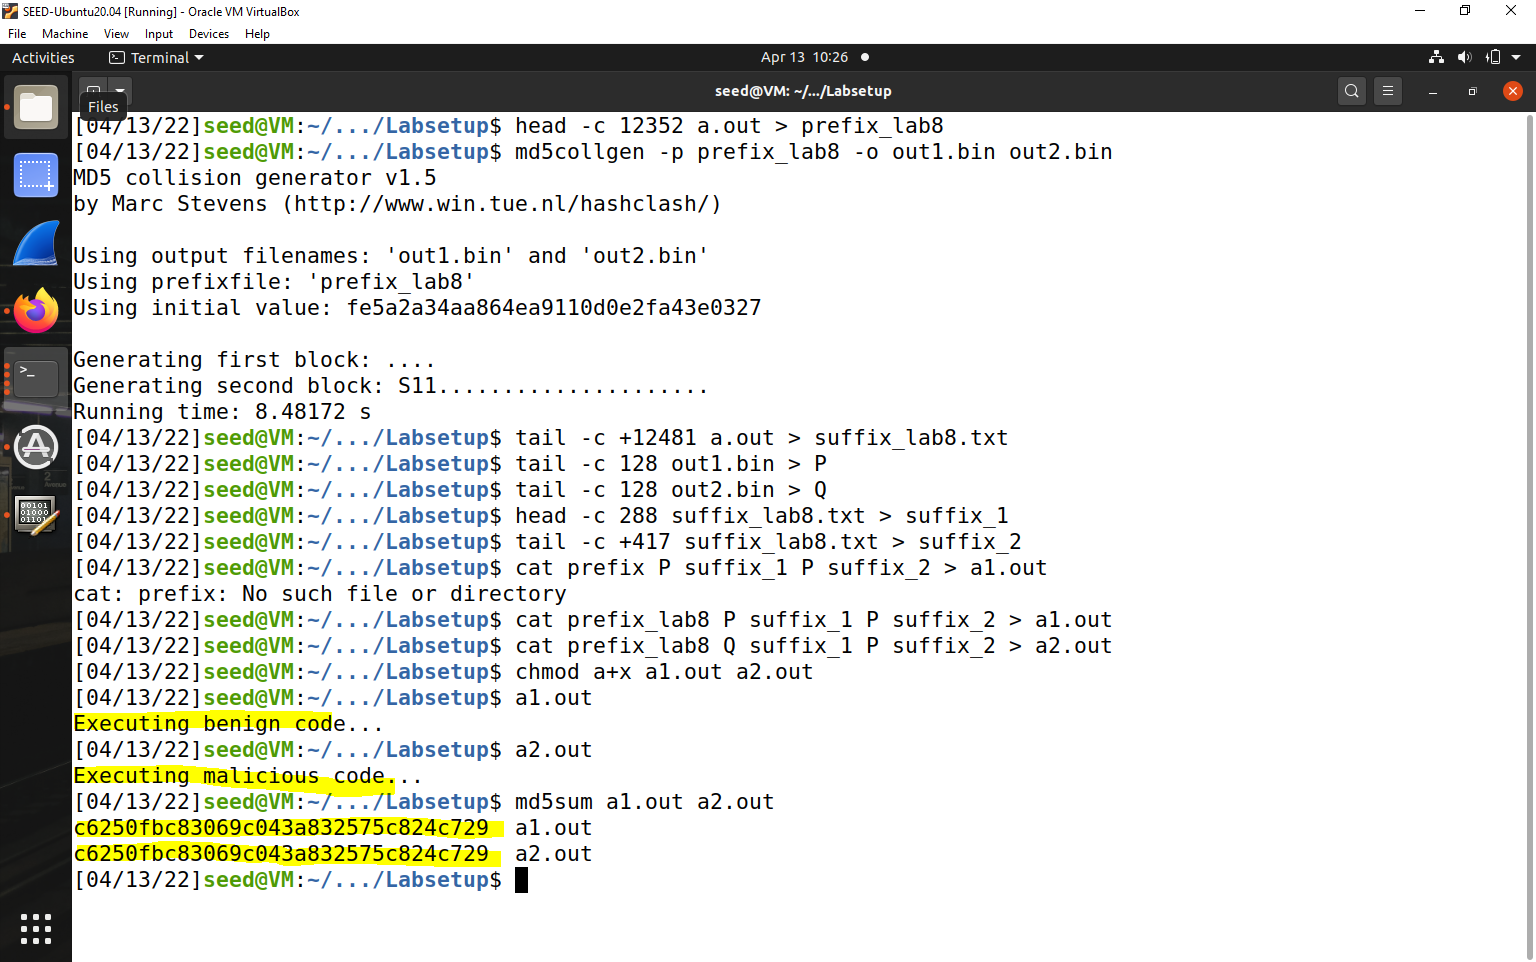 SEED-Ubuntu20.04 [Running] - Oracle VM VirtualBox
File Machine View Input Devices Help
Activities Terminal Apr 13 10:26
seed@VM: ~/.../Labsetup
Files
[04/13/22]seed@VM:~/.../Labsetup$ head -c 12352 a.out > prefix_lab8
[04/13/22]seed@VM:~/.../Labsetup$ md5collgen -p prefix_lab8 -o out1.bin out2.bin
MD5 collision generator v1.5
by Marc Stevens (http://www.win.tue.nl/hashclash/)
Using output filenames: 'out1.bin' and 'out2.bin'
Using prefixfile: 'prefix_lab8'
Using initial value: fe5a2a34aa864ea9110d0e2fa43e0327
Generating first block: ....
Generating second block: S11.....................
Running time: 8.48172 s
[04/13/22]seed@VM:~/.../Labsetup$ tail -c +12481 a.out > suffix_lab8.txt
[04/13/22]seed@VM:~/.../Labsetup$ tail -c 128 out1.bin > P
[04/13/22]seed@VM:~/.../Labsetup$ tail -c 128 out2.bin > Q
[04/13/22]seed@VM:~/.../Labsetup$ head -c 288 suffix_lab8.txt > suffix_1
[04/13/22]seed@VM:~/.../Labsetup$ tail -c +417 suffix_lab8.txt > suffix_2
[04/13/22]seed@VM:~/.../Labsetup$ cat prefix P suffix_1 P suffix_2 > a1.out
cat: prefix: No such file or directory
[04/13/22]seed@VM:~/.../Labsetup$ cat prefix_lab8 P suffix_1 P suffix_2 > a1.out
[04/13/22]seed@VM:~/.../Labsetup$ cat prefix_lab8 Q suffix_1 P suffix_2 > a2.out
[04/13/22]seed@VM:~/.../Labsetup$ chmod a+x a1.out a2.out
[04/13/22]seed@VM:~/.../Labsetup$ a1.out
Executing benign code...
[04/13/22]seed@VM:~/.../Labsetup$ a2.out
Executing malicious code...
[04/13/22]seed@VM:~/.../Labsetup$ md5sum a1.out a2.out
c6250fbc83069c043a832575c824c729 a1.out
c6250fbc83069c043a832575c824c729 a2.out
[04/13/22]seed@VM:~/.../Labsetup$